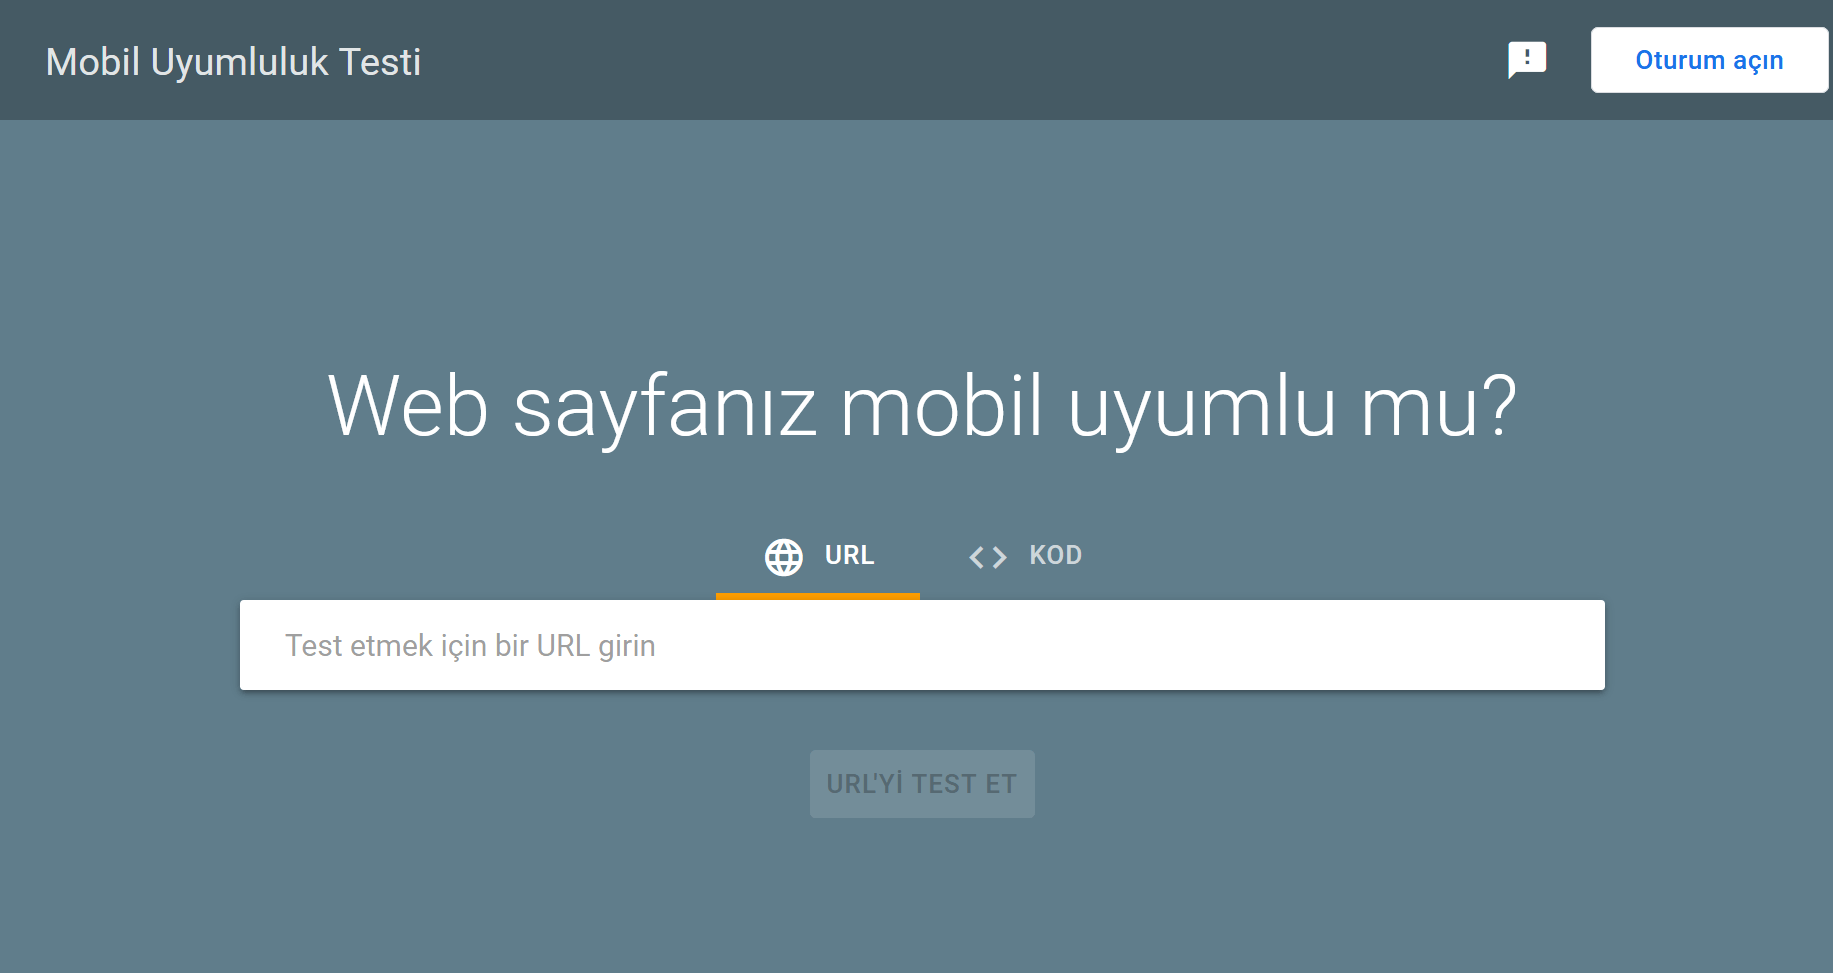 Mobil Uyumluluk Testi
Oturum açın
Web sayfanız mobil uyumlu mu?
URL
KOD
Test etmek için bir URL girin
URL'Yİ TEST ET